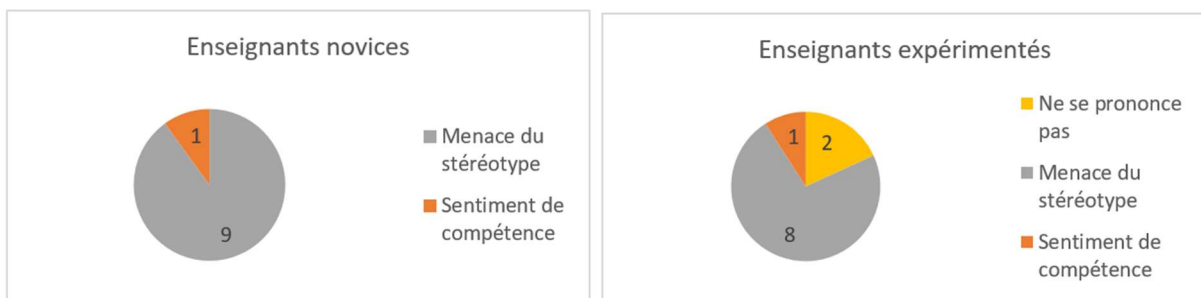 Enseignants novices
1
9
Menace du
stéréotype
Sentiment de
compétence
Enseignants expérimentés
1
2
8
Ne se prononce
pas
Menace du
stéréotype
Sentiment de
compétence